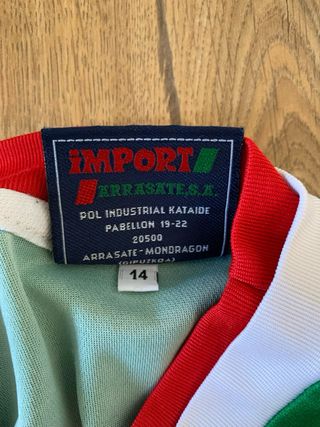 IMPORT
ARRASATE, S.A.
POL INDUSTRIAL KATAIDE
PABELLON 19-22
20500
ARRASATE-MONDRAGON
(GIPUZKOA)
14